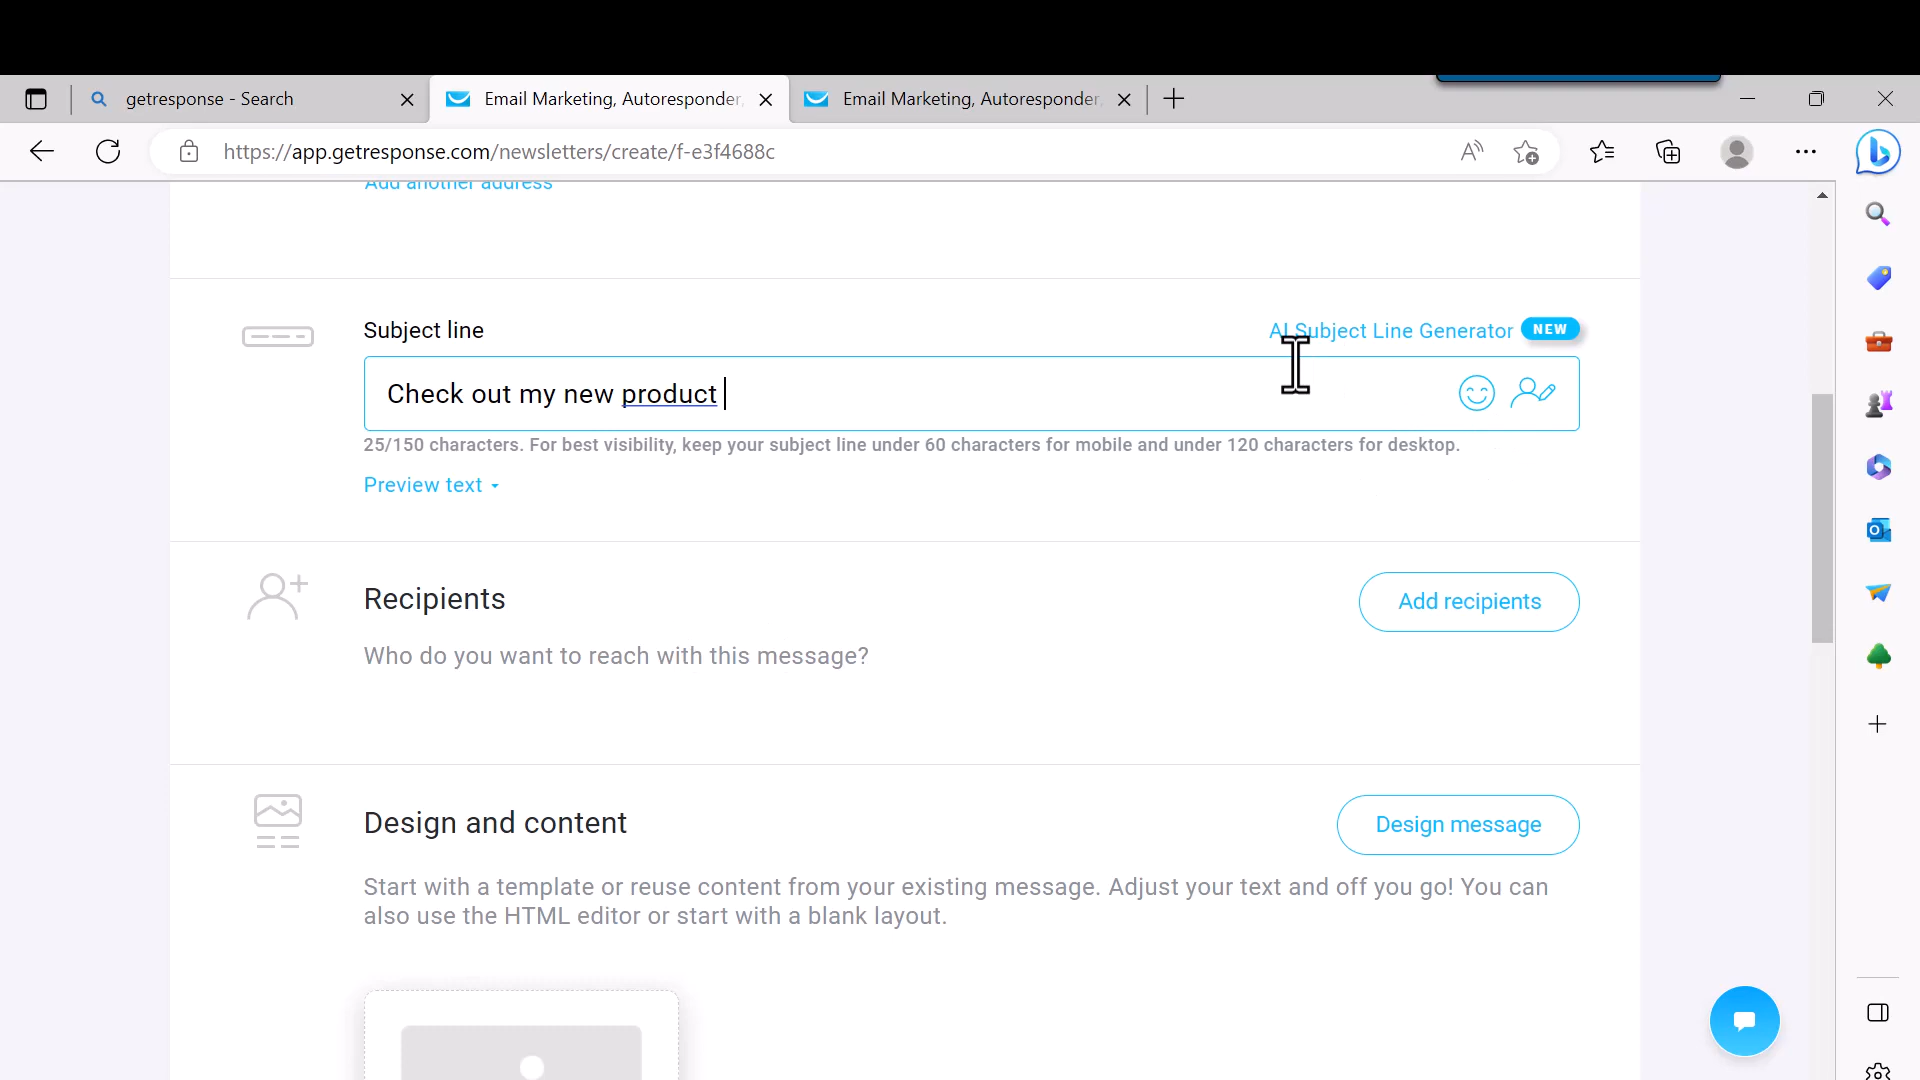 getresponse - Search
Email Marketing, Autoresponder,
Email Marketing, Autoresponder,
https://app.getresponse.com/newsletters/create/f-e3f4688c
Add another address
Subject line
AI Subject Line Generator NEW
Check out my new product
25/150 characters. For best visibility, keep your subject line under 60 characters for mobile and under 120 characters for desktop.
Preview text
Recipients
Add recipients
Who do you want to reach with this message?
Design and content
Design message
Start with a template or reuse content from your existing message. Adjust your text and off you go! You can
also use the HTML editor or start with a blank layout.